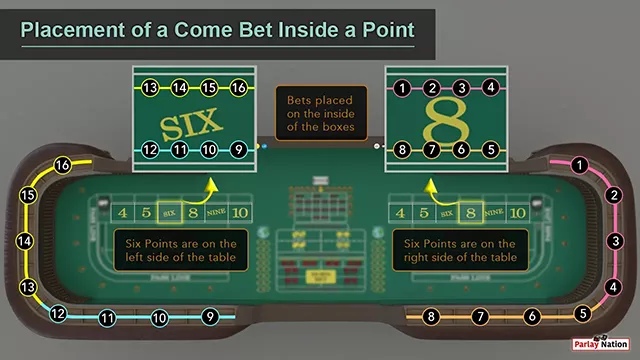 Placement of a Come Bet Inside a Point
13 14 15 16
SIX
12 11 10 9
Bets placed
on the inside
of the boxes
1 2 3 4
8
8 7 6 5
16
15
14
13
12 11 10 9
1
2
3
4
5
8 7 6
4 5 SIX 8 NINE 10
4 5 SIX 8 NINE 10
Six Points are on the
left side of the table
Six Points are on the
right side of the table
PASS LINE
PASS LINE
Parlay Nation